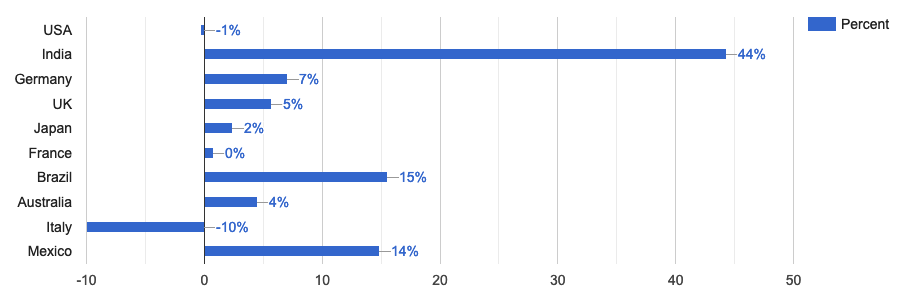 USA -1%
Percent
India 44%
Germany 7%
UK 5%
Japan 2%
France 0%
Brazil 15%
Australia 4%
Italy -10%
Mexico 14%
-10 0 10 20 30 40 50